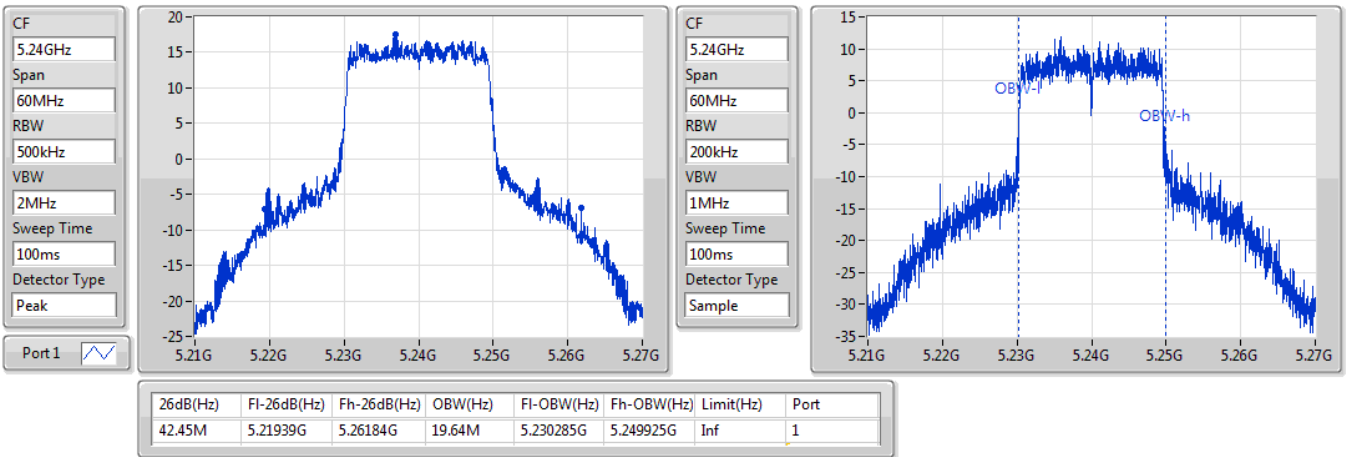 CF
5.24GHz
Span
60MHz
RBW
500kHz
VBW
2MHz
Sweep Time
100ms
Detector Type
Peak
Port 1
20
15
10
5
0
-5
-10
-15
-20
-25
5.21G 5.22G 5.23G 5.24G 5.25G 5.26G 5.27G
CF
5.24GHz
Span
60MHz
RBW
200kHz
VBW
1MHz
Sweep Time
100ms
Detector Type
Sample
15
10
5
0
-5
-10
-15
-20
-25
-30
-35
OBW-l
OBW-h
5.21G 5.22G 5.23G 5.24G 5.25G 5.26G 5.27G
26dB(Hz) Fl-26dB(Hz) Fh-26dB(Hz) OBW(Hz) Fl-OBW(Hz) Fh-OBW(Hz) Limit(Hz) Port
42.45M 5.21939G 5.26184G 19.64M 5.230285G 5.249925G Inf 1